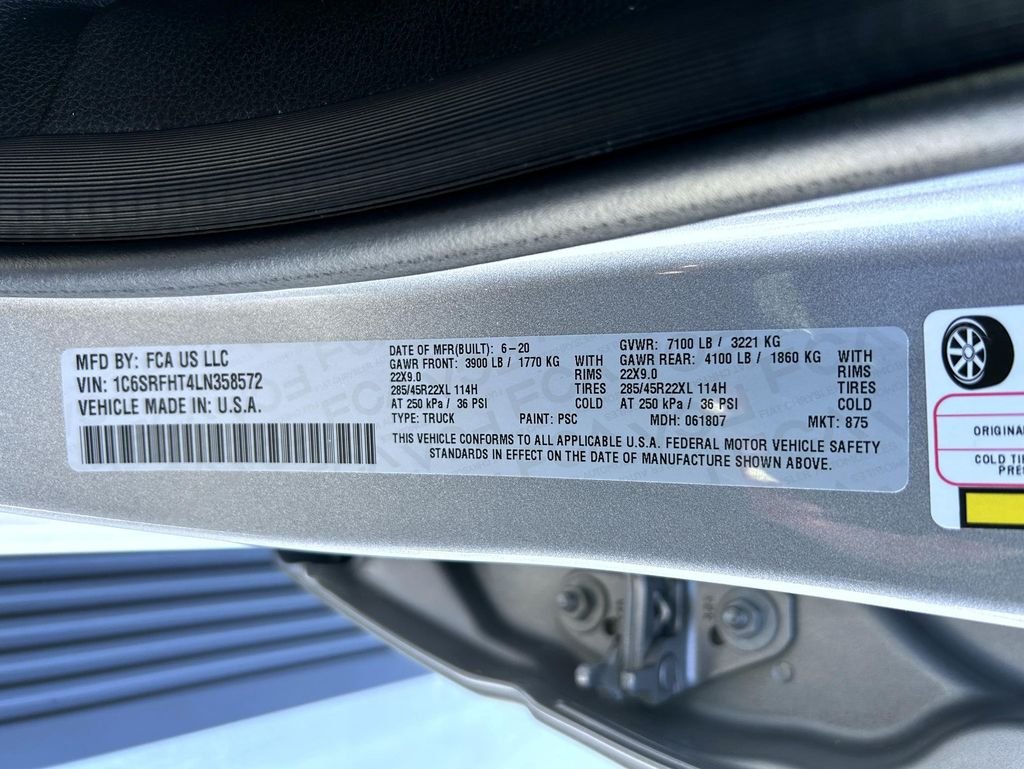 MFD BY: FCA US LLC
VIN: 1C6SRFHT4LN358572
VEHICLE MADE IN: U.S.A.
DATE OF MFR(BUILT): 6-20
GAWR FRONT: 3900 LB / 1770 KG WITH
22X9.0 RIMS
285/45R22XL 114H TIRES
AT 250 kPa / 36 PSI COLD
TYPE: TRUCK PAINT: PSC
GVWR: 7100 LB / 3221 KG
GAWR REAR: 4100 LB / 1860 KG WITH
22X9.0 RIMS
285/45R22XL 114H TIRES
AT 250 kPa / 36 PSI COLD
MDH: 061807 MKT: 875
THIS VEHICLE CONFORMS TO ALL APPLICABLE U.S.A. FEDERAL MOTOR VEHICLE SAFETY
STANDARDS IN EFFECT ON THE DATE OF MANUFACTURE SHOWN ABOVE.
ORIGINA
COLD TI
PRE